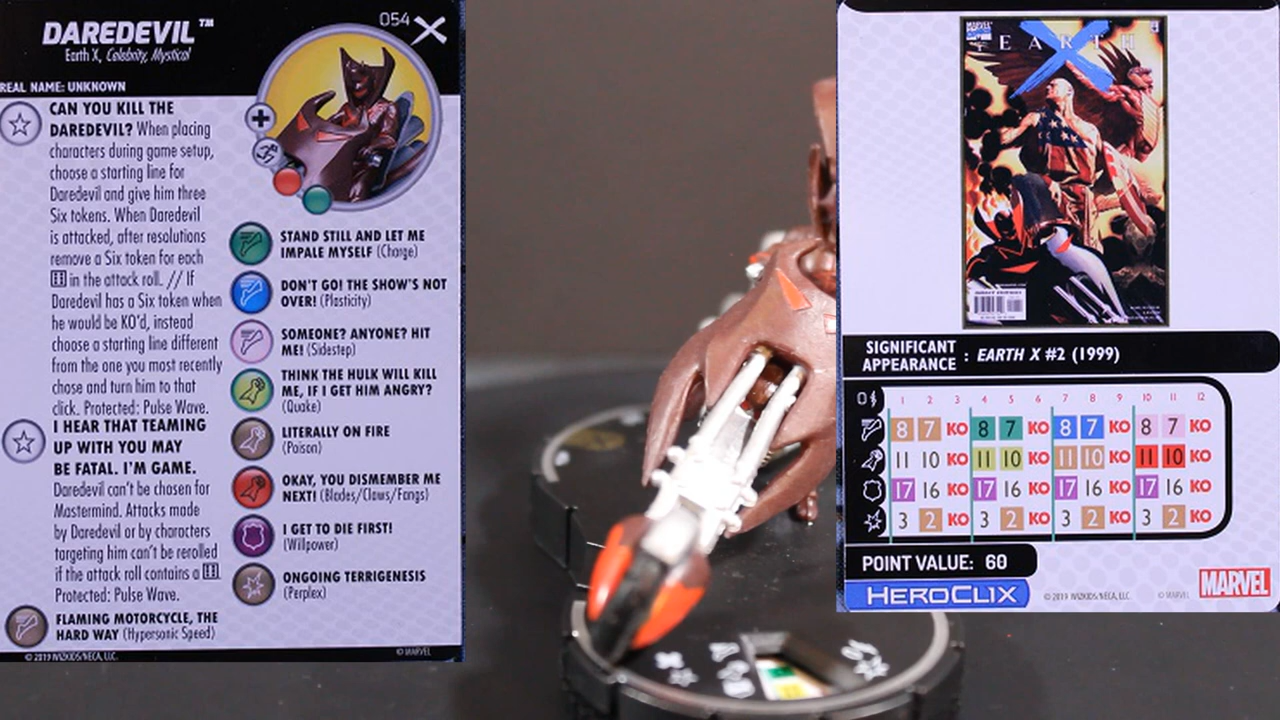 DAREDEVIL™
054
Earth X, Celebrity, Mystical
REAL NAME: UNKNOWN
CAN YOU KILL THE
DAREDEVIL? When placing
characters during game setup,
choose a starting line for
Daredevil and give him three
Six tokens. When Daredevil
is attacked, after resolutions
remove a Six token for each
⚅ in the attack roll. // If
Daredevil has a Six token when
he would be KO'd, instead
choose a starting line different
from the one you most recently
chose and turn him to that
click. Protected: Pulse Wave.
I HEAR THAT TEAMING
UP WITH YOU MAY
BE FATAL. I'M GAME.
Daredevil can't be chosen for
Mastermind. Attacks made
by Daredevil or by characters
targeting him can't be rerolled
if the attack roll contains a ⚅.
Protected: Pulse Wave.
FLAMING MOTORCYCLE, THE
HARD WAY (Hypersonic Speed)
STAND STILL AND LET ME
IMPALE MYSELF (Charge)
DON'T GO! THE SHOW'S NOT
OVER! (Plasticity)
SOMEONE? ANYONE? HIT
ME! (Sidestep)
THINK THE HULK WILL KILL
ME, IF I GET HIM ANGRY?
(Quake)
LITERALLY ON FIRE
(Poison)
OKAY, YOU DISMEMBER ME
NEXT! (Blades/Claws/Fangs)
I GET TO DIE FIRST!
(Willpower)
ONGOING TERRIGENESIS
(Perplex)
© 2019 WIZKIDS/NECA, LLC.
© MARVEL
MARVEL
EARTH
X
SIGNIFICANT
APPEARANCE : EARTH X #2 (1999)
0 1 2 3 4 5 6 7 8 9 10 11 12
8 7 KO 8 7 KO 8 7 KO 8 7 KO
11 10 KO 11 10 KO 11 10 KO 11 10 KO
17 16 KO 17 16 KO 17 16 KO 17 16 KO
3 2 KO 3 2 KO 3 2 KO 3 2 KO
POINT VALUE: 60
HEROCLIX
© 2019 WIZKIDS/NECA, LLC.
© MARVEL
MARVEL